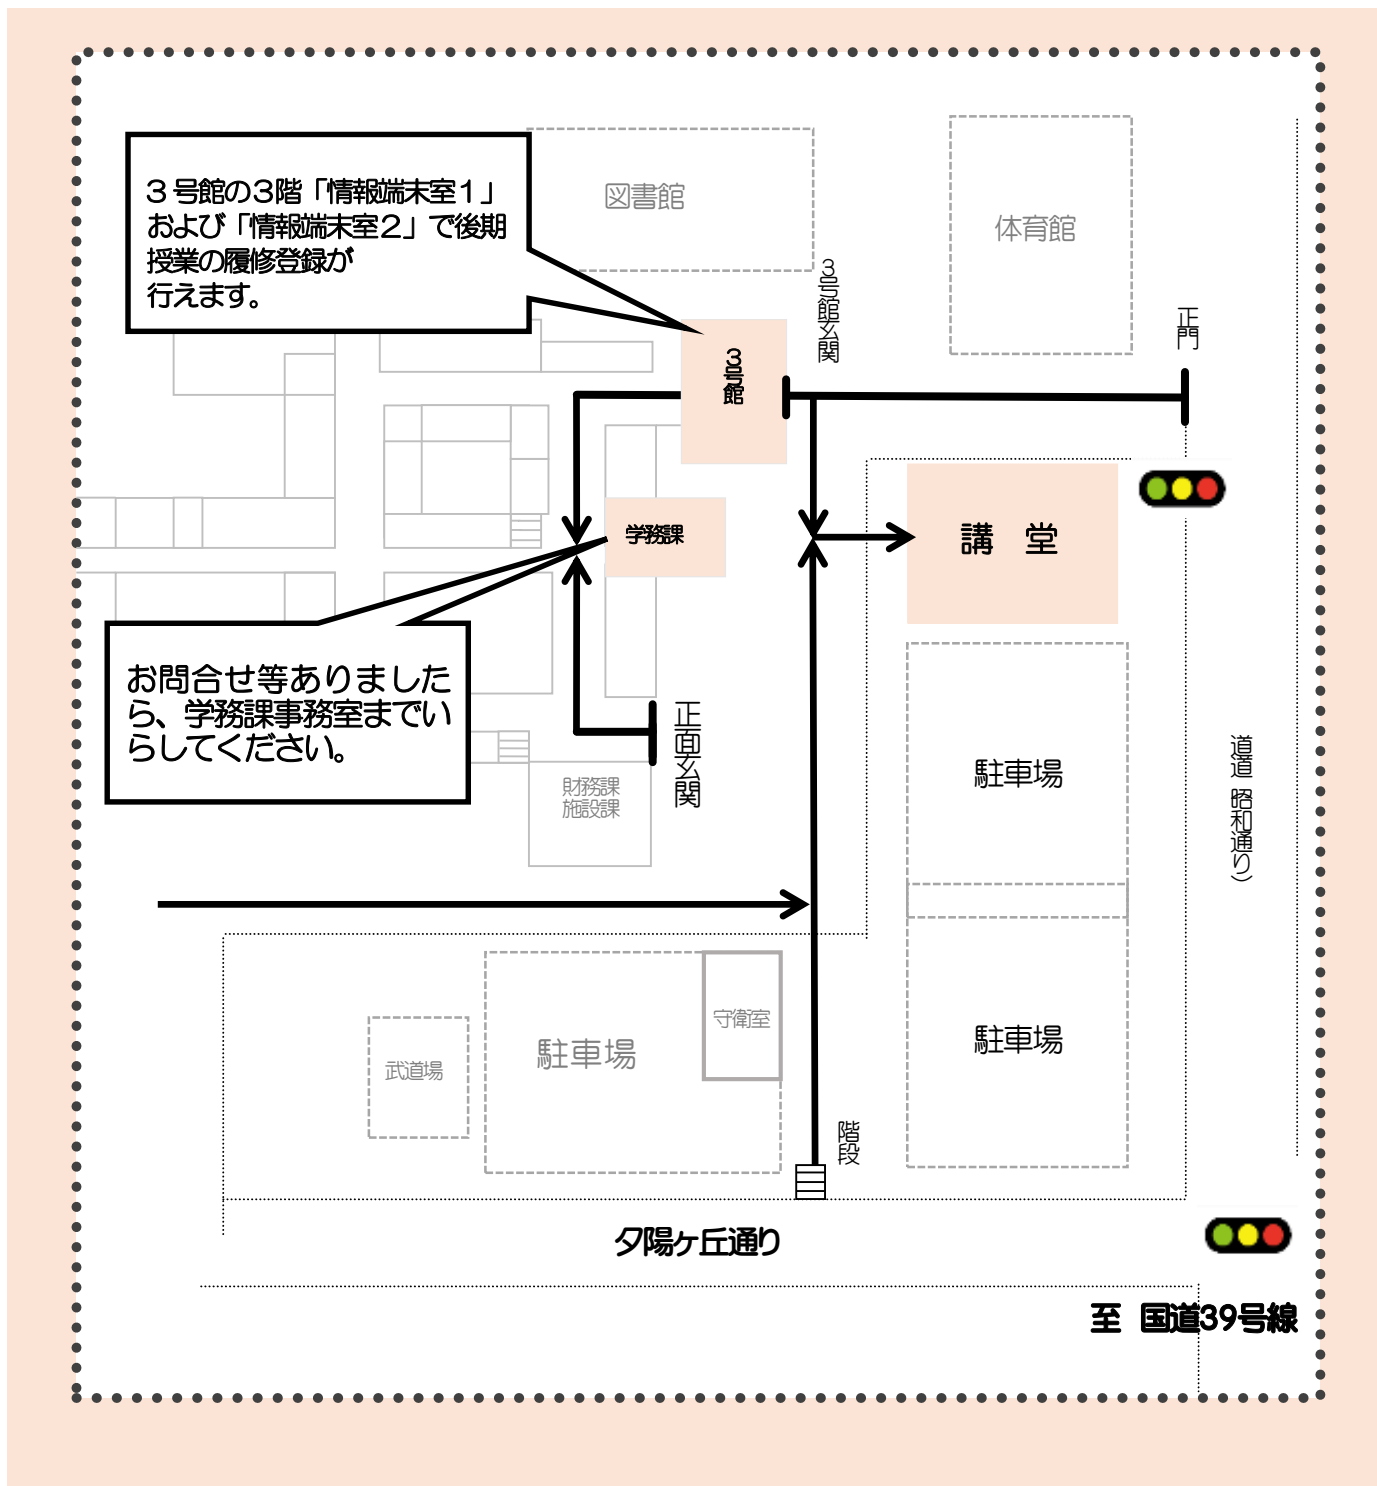 図書館
体育館
３号館の３階「情報端末室１」
および「情報端末室２」で後期
授業の履修登録が
行えます。
３号館玄関
正門
３号館
学務課
講　堂
お問合せ等ありました
ら、学務課事務室までい
らしてください。
正面玄関
財務課
施設課
駐車場
道道 昭和通り）
守衛室
駐車場
駐車場
武道場
階段
夕陽ヶ丘通り
至　国道39号線